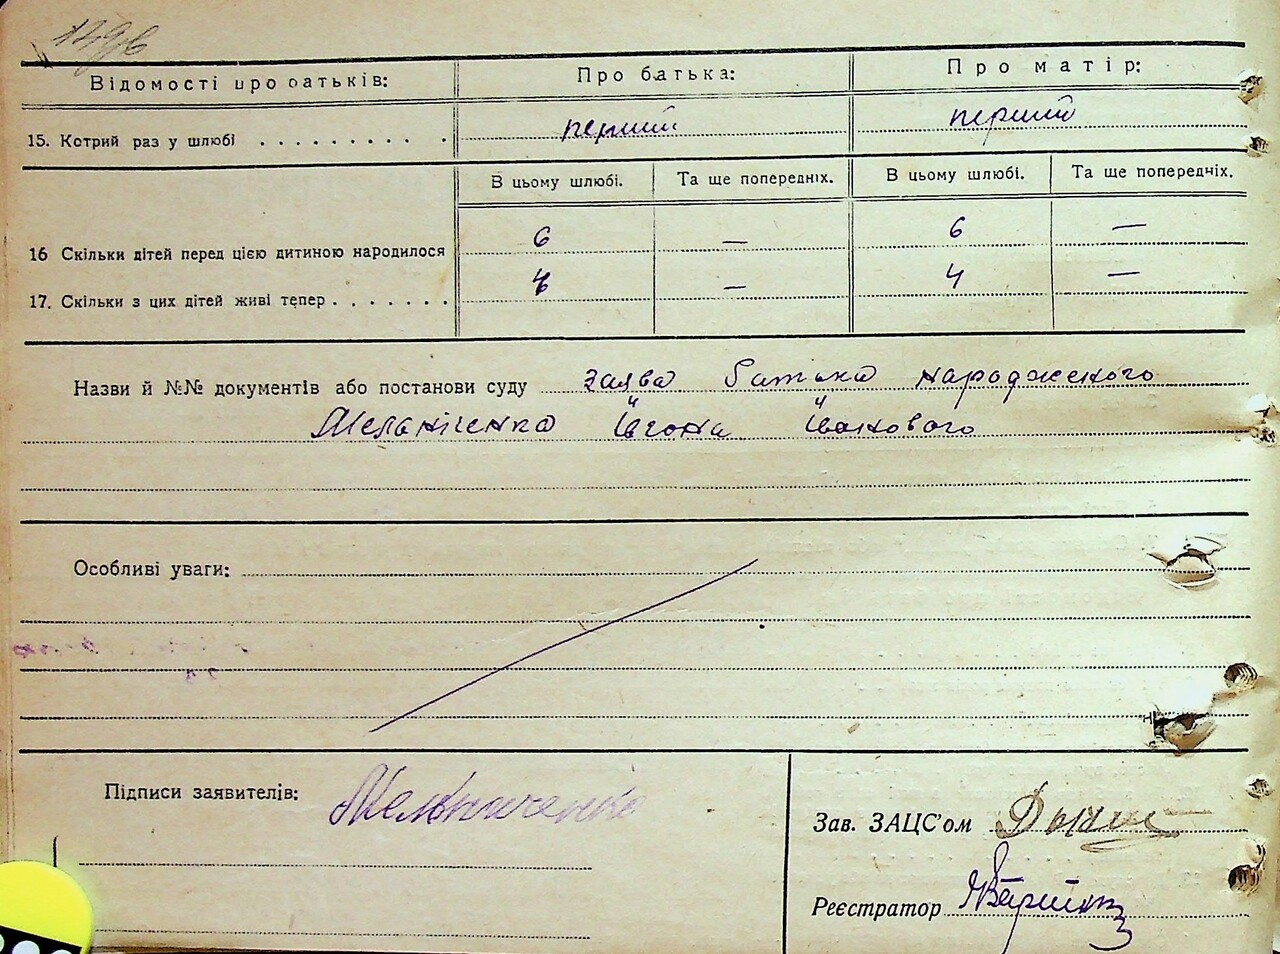 149зв
Відомості про батьків: Про батька: Про матір:
15. Котрий раз у шлюбі . . . . . . . . . . перший перший
В цьому шлюбі. Та ще попередніх. В цьому шлюбі. Та ще попередніх.
16 Скільки дітей перед цією дитиною народилося 6 — 6 —
17. Скільки з цих дітей живі тепер . . . . . . . 4 — 4 —
Назви й №№ документів або постанови суду заява батька народженого
Мельніченка Івана Іванового
Особливі уваги:
Підписи заявителів: Мельниченко
Зав. ЗАЦС'ом
Реєстратор